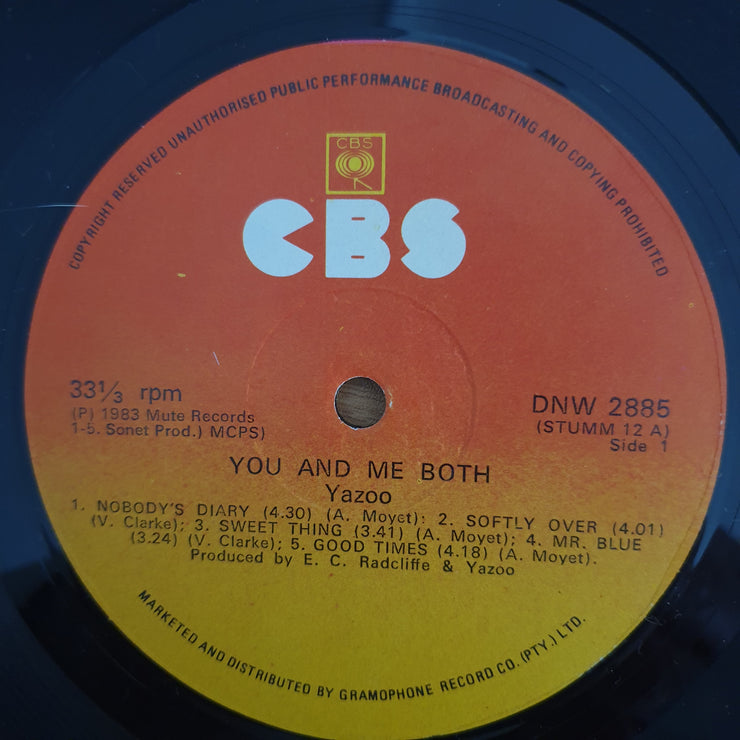 COPYRIGHT RESERVED UNAUTHORISED PUBLIC PERFORMANCE BROADCASTING AND COPYING PROHIBITED
CBS
CBS
33⅓ rpm
(P) 1983 Mute Records
1-5. Sonet Prod.) MCPS)
DNW 2885
(STUMM 12 A)
Side 1
YOU AND ME BOTH
Yazoo
1. NOBODY'S DIARY (4.30) (A. Moyet); 2. SOFTLY OVER (4.01)
(V. Clarke); 3. SWEET THING (3.41) (A. Moyet); 4. MR. BLUE
(3.24) (V. Clarke); 5. GOOD TIMES (4.18) (A. Moyet).
Produced by E. C. Radcliffe & Yazoo
MARKETED AND DISTRIBUTED BY GRAMOPHONE RECORD CO. (PTY.) LTD.